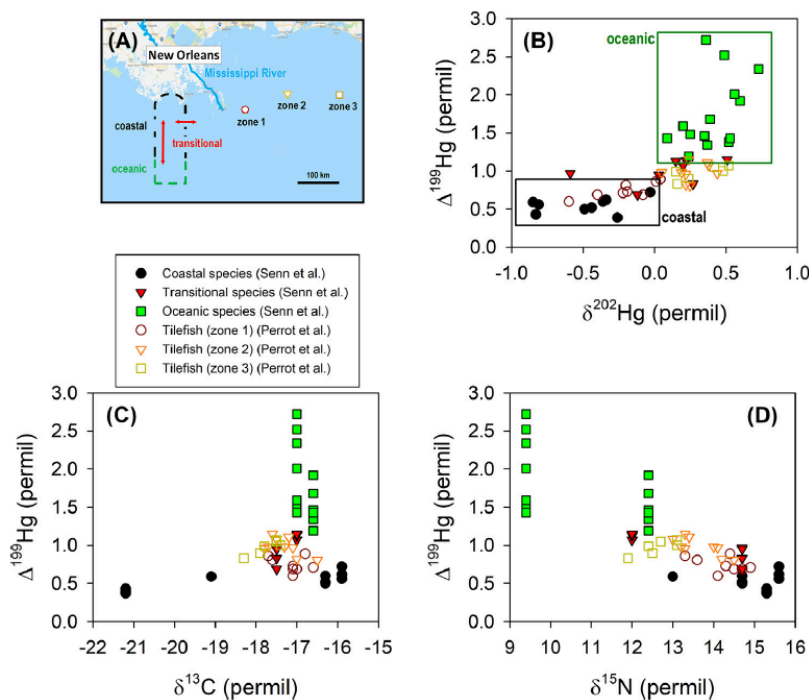 (A)
New Orleans
Mississippi River
zone 1
zone 2
zone 3
coastal
transitional
oceanic
100 km
(B)
oceanic
coastal
Δ199Hg (permil)
3.0
2.5
2.0
1.5
1.0
0.5
0.0
-1.0 -0.5 0.0 0.5 1.0
δ202Hg (permil)
Coastal species (Senn et al.)
Transitional species (Senn et al.)
Oceanic species (Senn et al.)
Tilefish (zone 1) (Perrot et al.)
Tilefish (zone 2) (Perrot et al.)
Tilefish (zone 3) (Perrot et al.)
(C)
Δ199Hg (permil)
3.0
2.5
2.0
1.5
1.0
0.5
0.0
-22 -21 -20 -19 -18 -17 -16 -15
δ13C (permil)
(D)
Δ199Hg (permil)
3.0
2.5
2.0
1.5
1.0
0.5
0.0
9 10 11 12 13 14 15 16
δ15N (permil)